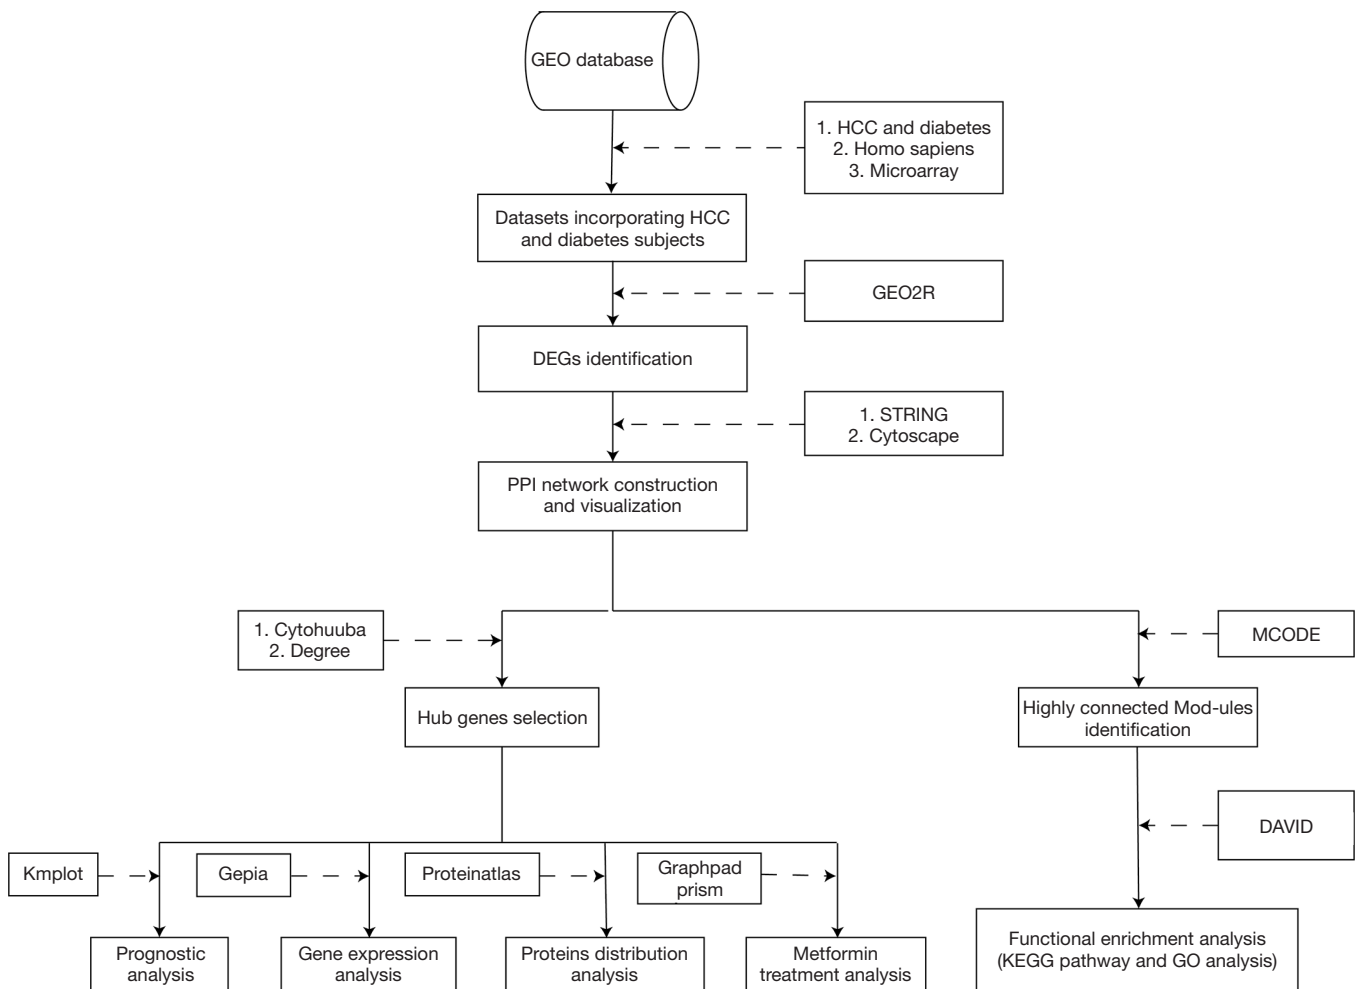 GEO database
1. HCC and diabetes
2. Homo sapiens
3. Microarray
Datasets incorporating HCC
and diabetes subjects
GEO2R
DEGs identification
1. STRING
2. Cytoscape
PPI network construction
and visualization
1. Cytohuuba
2. Degree
MCODE
Hub genes selection
Highly connected Mod-ules
identification
DAVID
Kmplot
Gepia
Proteinatlas
Graphpad
prism
Prognostic
analysis
Gene expression
analysis
Proteins distribution
analysis
Metformin
treatment analysis
Functional enrichment analysis
(KEGG pathway and GO analysis)